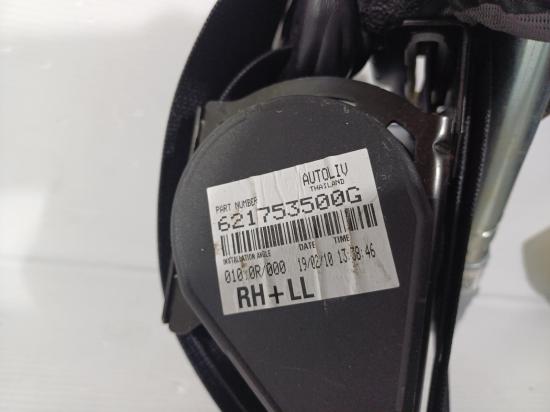 AUTOLIV
THAILAND
PART NUMBER
621753500G
INSTALLATION ANGLE DATE TIME
010.0R/000 19/02/10 13:38:46
RH+LL